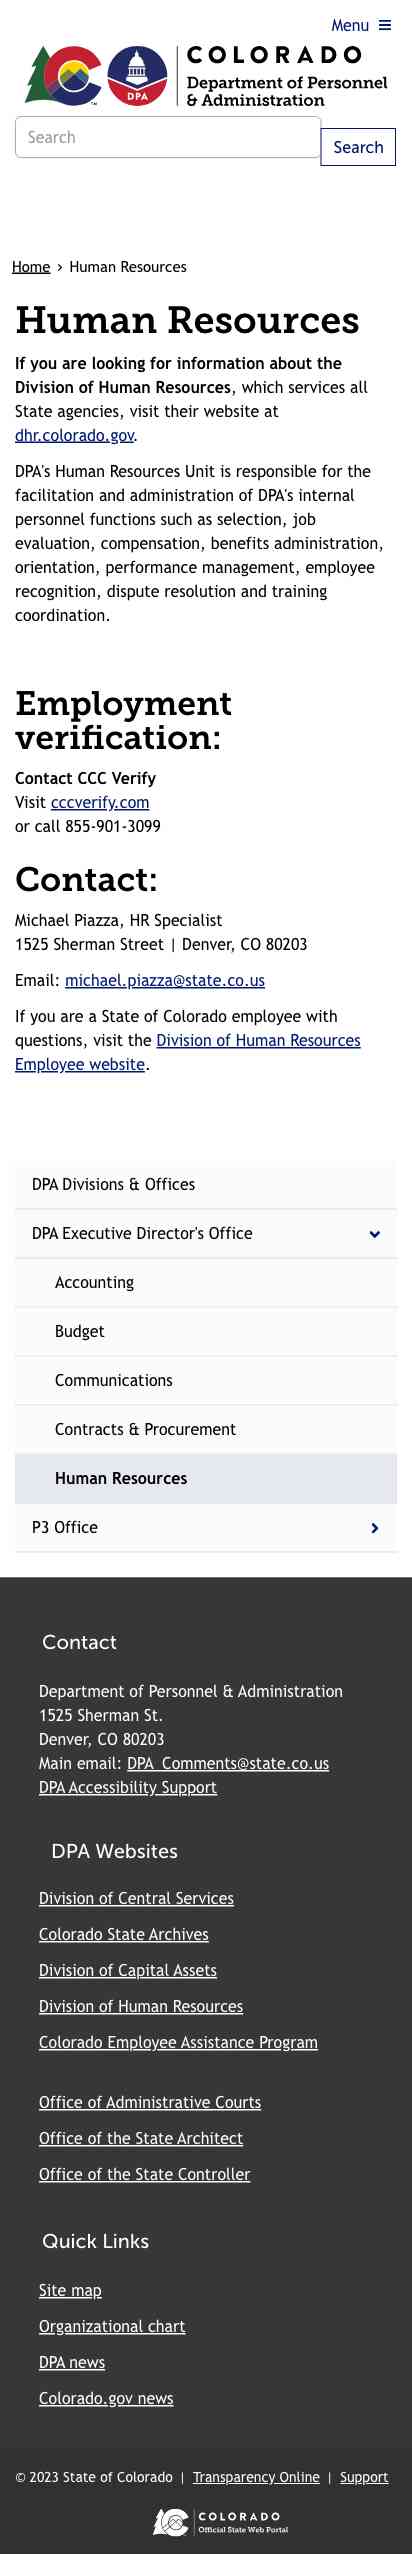 Menu
COLORADO
Department of Personnel
& Administration
DPA
TM
Search
Search
Home › Human Resources
Human Resources
If you are looking for information about the
Division of Human Resources, which services all
State agencies, visit their website at
dhr.colorado.gov.
DPA's Human Resources Unit is responsible for the
facilitation and administration of DPA's internal
personnel functions such as selection, job
evaluation, compensation, benefits administration,
orientation, performance management, employee
recognition, dispute resolution and training
coordination.
Employment
verification:
Contact CCC Verify
Visit cccverify.com
or call 855-901-3099
Contact:
Michael Piazza, HR Specialist
1525 Sherman Street | Denver, CO 80203
Email: michael.piazza@state.co.us
If you are a State of Colorado employee with
questions, visit the Division of Human Resources
Employee website.
DPA Divisions & Offices
DPA Executive Director's Office
Accounting
Budget
Communications
Contracts & Procurement
Human Resources
P3 Office
Contact
Department of Personnel & Administration
1525 Sherman St.
Denver, CO 80203
Main email: DPA_Comments@state.co.us
DPA Accessibility Support
DPA Websites
Division of Central Services
Colorado State Archives
Division of Capital Assets
Division of Human Resources
Colorado Employee Assistance Program
Office of Administrative Courts
Office of the State Architect
Office of the State Controller
Quick Links
Site map
Organizational chart
DPA news
Colorado.gov news
© 2023 State of Colorado | Transparency Online | Support
COLORADO
Official State Web Portal